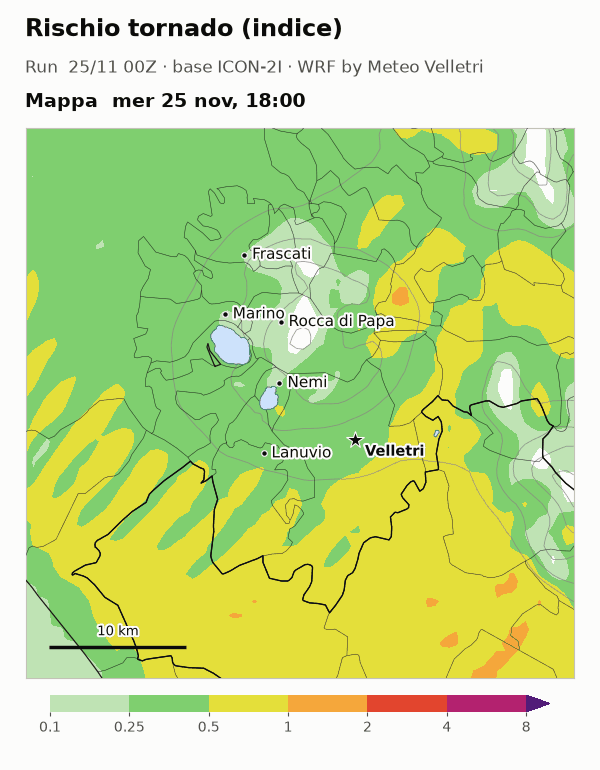 Rischio tornado (indice)
Run  25/11 00Z · base ICON-2I · WRF by Meteo Velletri
Mappa  mer 25 nov, 18:00
Frascati
Marino
Rocca di Papa
Nemi
Velletri
Lanuvio
10 km
0.1 0.25 0.5 1 2 4 8